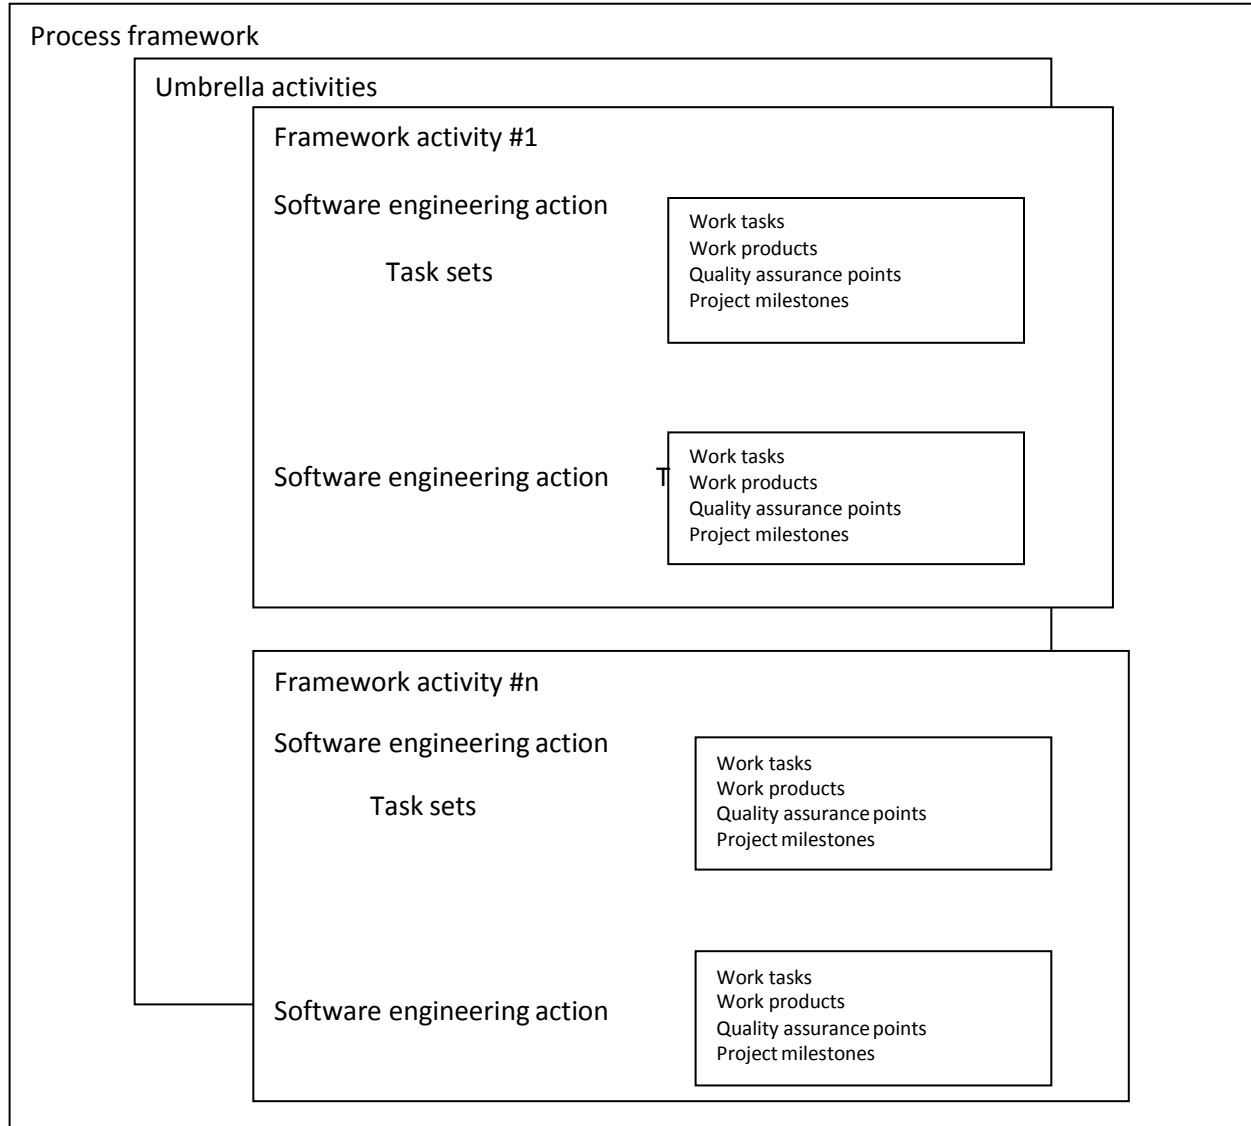 Process framework
Umbrella activities
Framework activity #1
Software engineering action
Task sets
Work tasks
Work products
Quality assurance points
Project milestones
Software engineering action T
Work tasks
Work products
Quality assurance points
Project milestones
Framework activity #n
Software engineering action
Task sets
Work tasks
Work products
Quality assurance points
Project milestones
Software engineering action
Work tasks
Work products
Quality assurance points
Project milestones